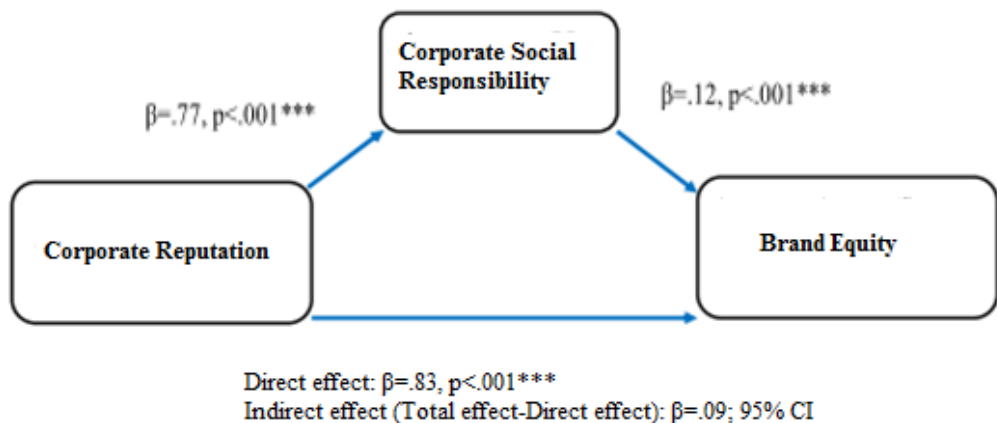 Corporate Social
Responsibility
β=.77, p<.001***
β=.12, p<.001***
Corporate Reputation
Brand Equity
Direct effect: β=.83, p<.001***
Indirect effect (Total effect-Direct effect): β=.09; 95% CI